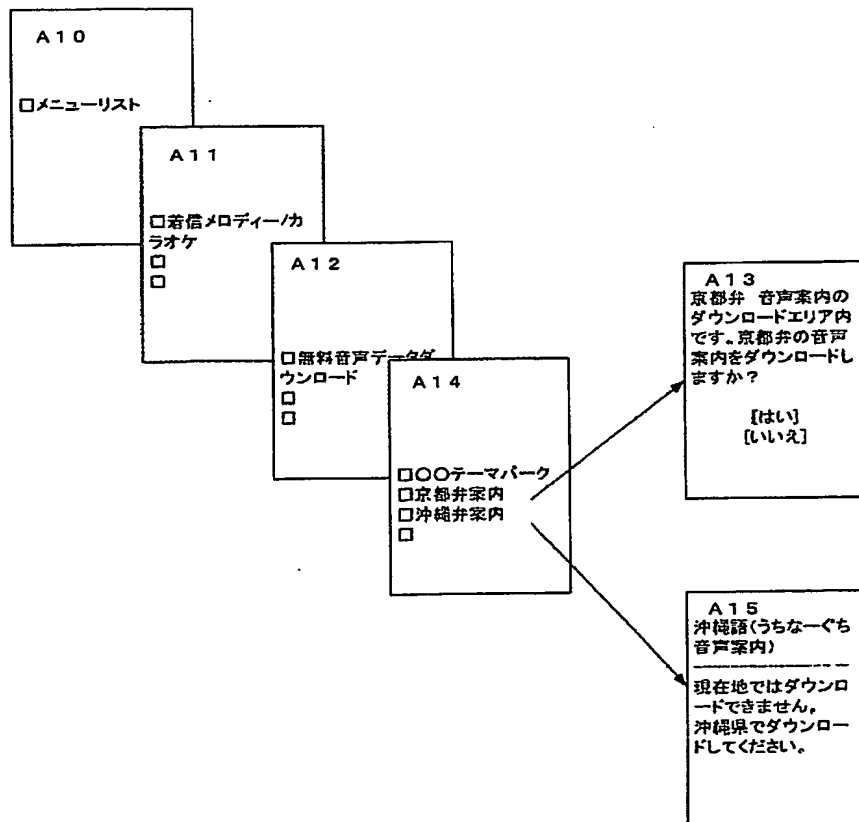 A10
□メニューリスト
A11
□着信メロディー/カ
ラオケ
□
□
A12
□無料音声データダ
ウンロード
□
□
A14
□〇〇テーマパーク
□京都弁案内
□沖縄弁案内
□
A13
京都弁 音声案内の
ダウンロードエリア内
です。京都弁の音声
案内をダウンロードし
ますか?
[はい]
[いいえ]
A15
沖縄語(うちなーぐち
音声案内)
現在地ではダウンロ
ードできません。
沖縄県でダウンロー
ドしてください。